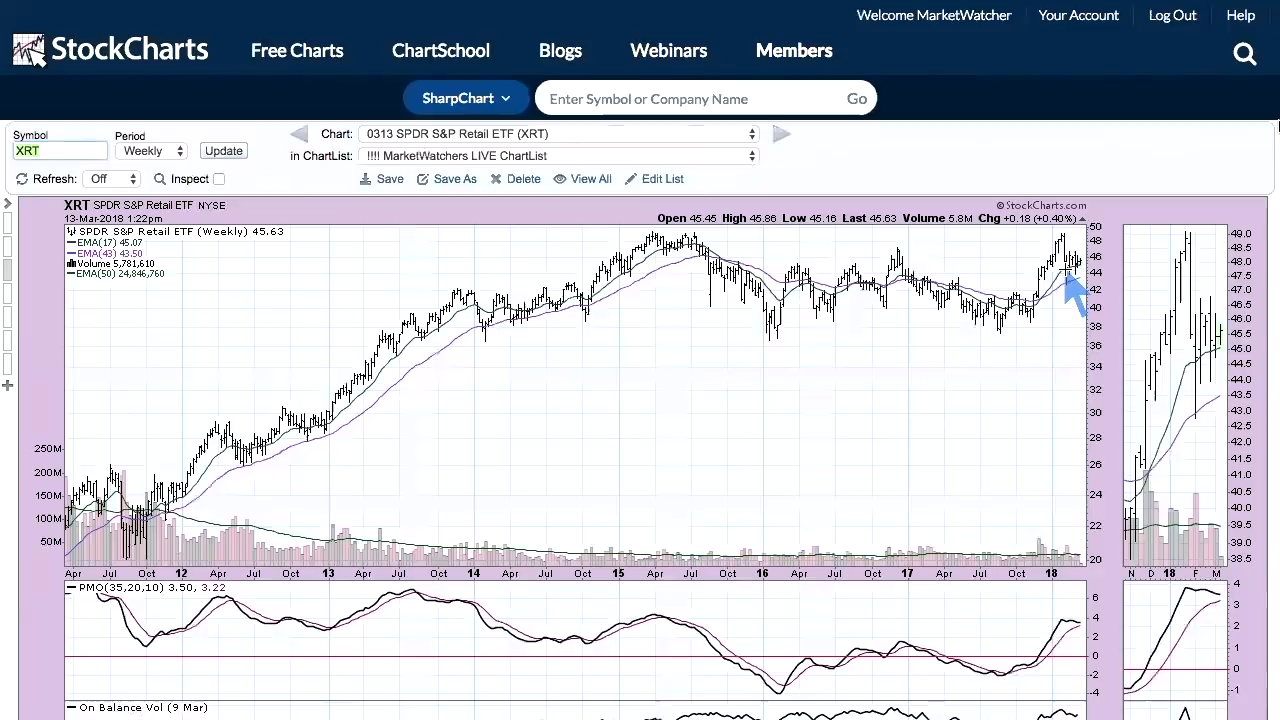 Welcome MarketWatcher Your Account Log Out Help
StockCharts Free Charts ChartSchool Blogs Webinars Members
SharpChart Enter Symbol or Company Name Go
Symbol Period Chart: 0313 SPDR S&P Retail ETF (XRT)
XRT Weekly Update in ChartList: !!!! MarketWatchers LIVE ChartList
Refresh: Off Inspect Save Save As Delete View All Edit List
XRT SPDR S&P Retail ETF NYSE © StockCharts.com
13-Mar-2018 1:22pm Open 45.45 High 45.86 Low 45.16 Last 45.63 Volume 5.8M Chg +0.18 (+0.40%)
SPDR S&P Retail ETF (Weekly) 45.63
EMA(17) 45.07
EMA(43) 43.50
Volume 5,781,610
EMA(50) 24,846,760
50
48
46
44
42
40
38
36
34
32
30
28
26
24
22
20
250M
200M
150M
100M
50M
49.0
48.5
48.0
47.5
47.0
46.5
46.0
45.5
45.0
44.5
44.0
43.5
43.0
42.5
42.0
41.5
41.0
40.5
40.0
39.5
39.0
38.5
Apr Jul Oct 12 Apr Jul Oct 13 Apr Jul Oct 14 Apr Jul Oct 15 Apr Jul Oct 16 Apr Jul Oct 17 Apr Jul Oct 18
N D 18 F M
PMO(35,20,10) 3.50, 3.22
6
4
2
0
-2
-4
4
3
2
1
0
-1
On Balance Vol (9 Mar)